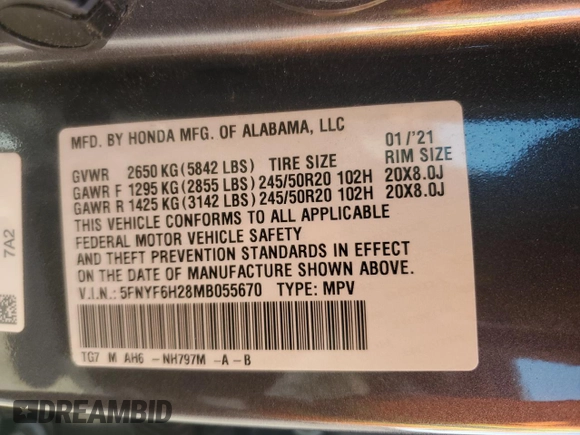 MFD. BY HONDA MFG. OF ALABAMA, LLC 01/'21
GVWR 2650 KG (5842 LBS) TIRE SIZE RIM SIZE
GAWR F 1295 KG (2855 LBS) 245/50R20 102H 20X8.0J
GAWR R 1425 KG (3142 LBS) 245/50R20 102H 20X8.0J
THIS VEHICLE CONFORMS TO ALL APPLICABLE
FEDERAL MOTOR VEHICLE SAFETY
AND THEFT PREVENTION STANDARDS IN EFFECT
ON THE DATE OF MANUFACTURE SHOWN ABOVE.
V.I.N.: 5FNYF6H28MB055670 TYPE: MPV
TG7 M AH6 -NH797M -A-B
7A2
DREAMBID